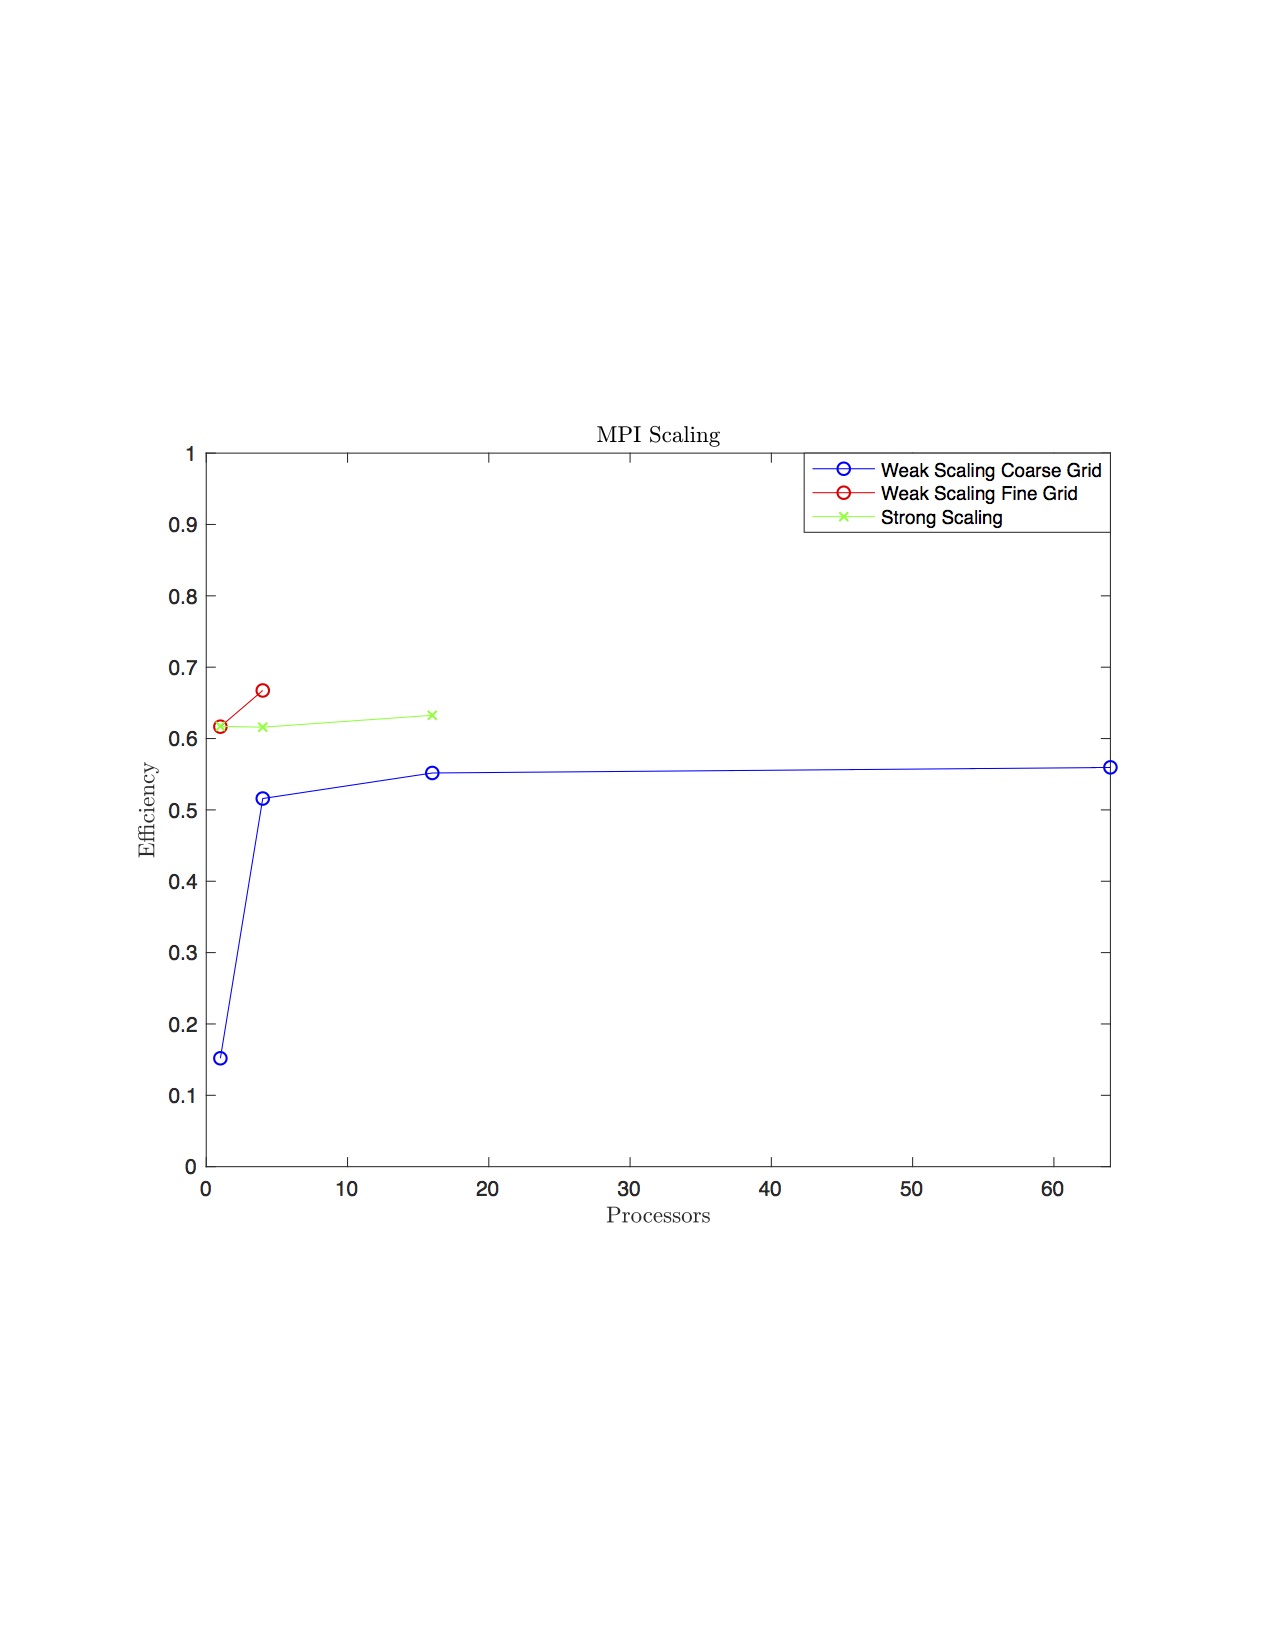 MPI Scaling
Weak Scaling Coarse Grid
Weak Scaling Fine Grid
Strong Scaling
1
0.9
0.8
0.7
0.6
0.5
0.4
0.3
0.2
0.1
0
Efficiency
0 10 20 30 40 50 60
Processors